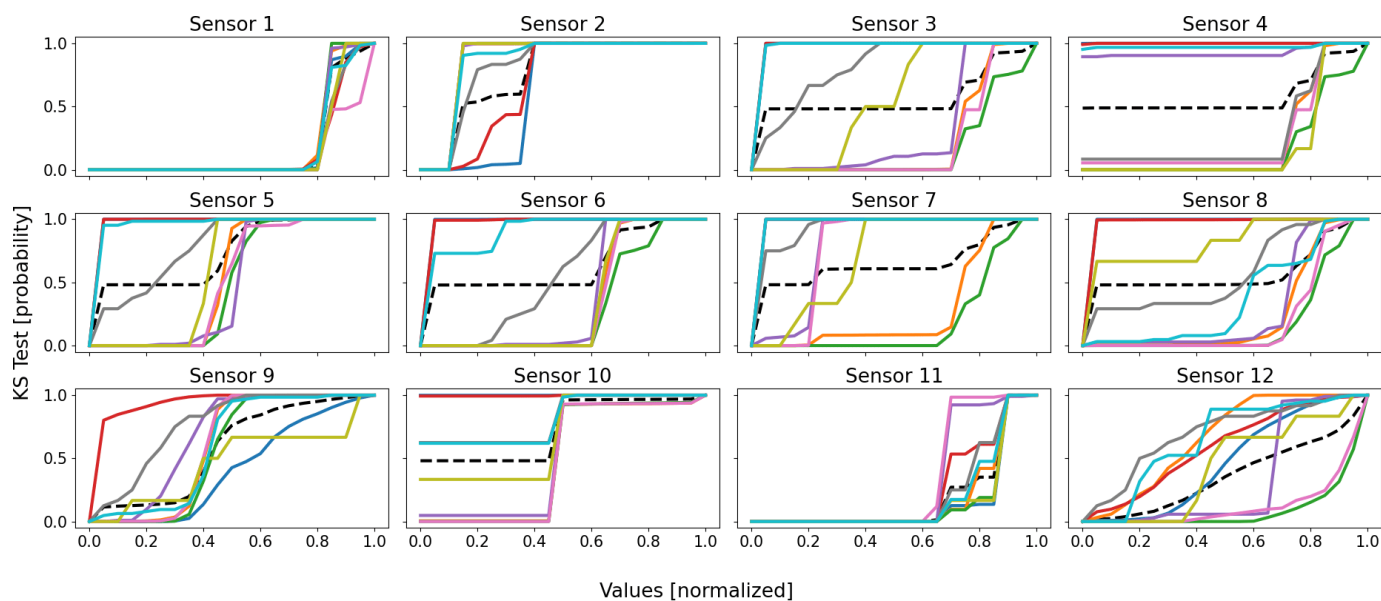 Sensor 1 Sensor 2 Sensor 3 Sensor 4
1.0
0.5
0.0
Sensor 5 Sensor 6 Sensor 7 Sensor 8
1.0
0.5
0.0
Sensor 9 Sensor 10 Sensor 11 Sensor 12
1.0
0.5
0.0
0.0 0.2 0.4 0.6 0.8 1.0 0.0 0.2 0.4 0.6 0.8 1.0 0.0 0.2 0.4 0.6 0.8 1.0 0.0 0.2 0.4 0.6 0.8 1.0
KS Test [probability]
Values [normalized]